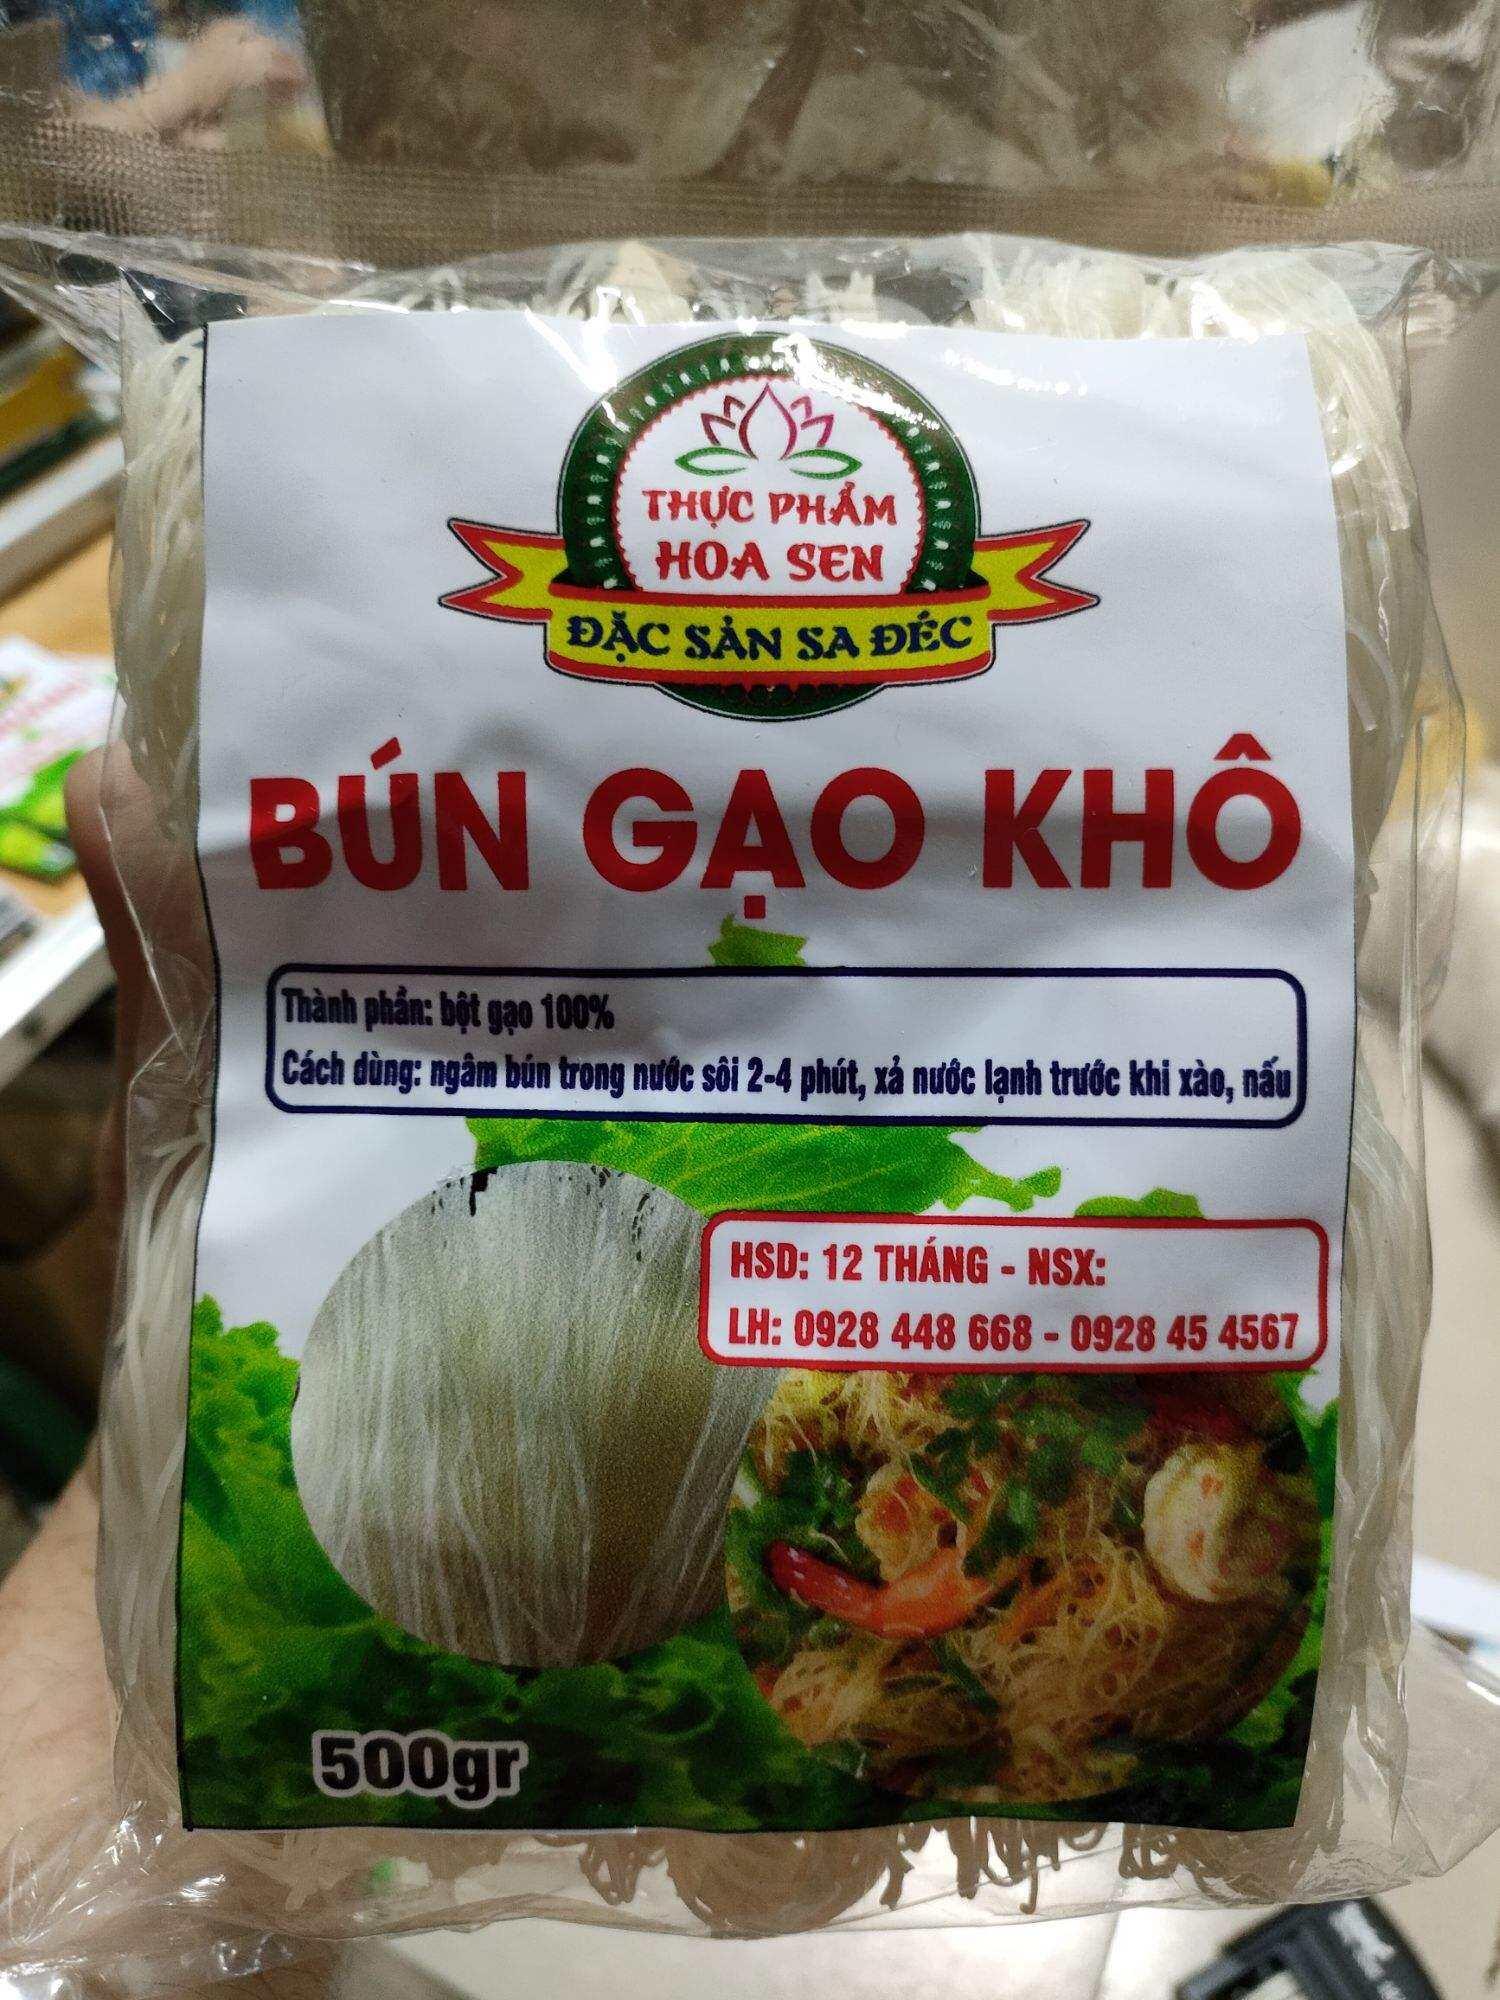 THỰC PHẨM
HOA SEN
ĐẶC SẢN SA ĐÉC
BÚN GẠO KHÔ
Thành phần: bột gạo 100%
Cách dùng: ngâm bún trong nước sôi 2-4 phút, xả nước lạnh trước khi xào, nấu
HSD: 12 THÁNG - NSX:
LH: 0928 448 668 - 0928 45 4567
500gr